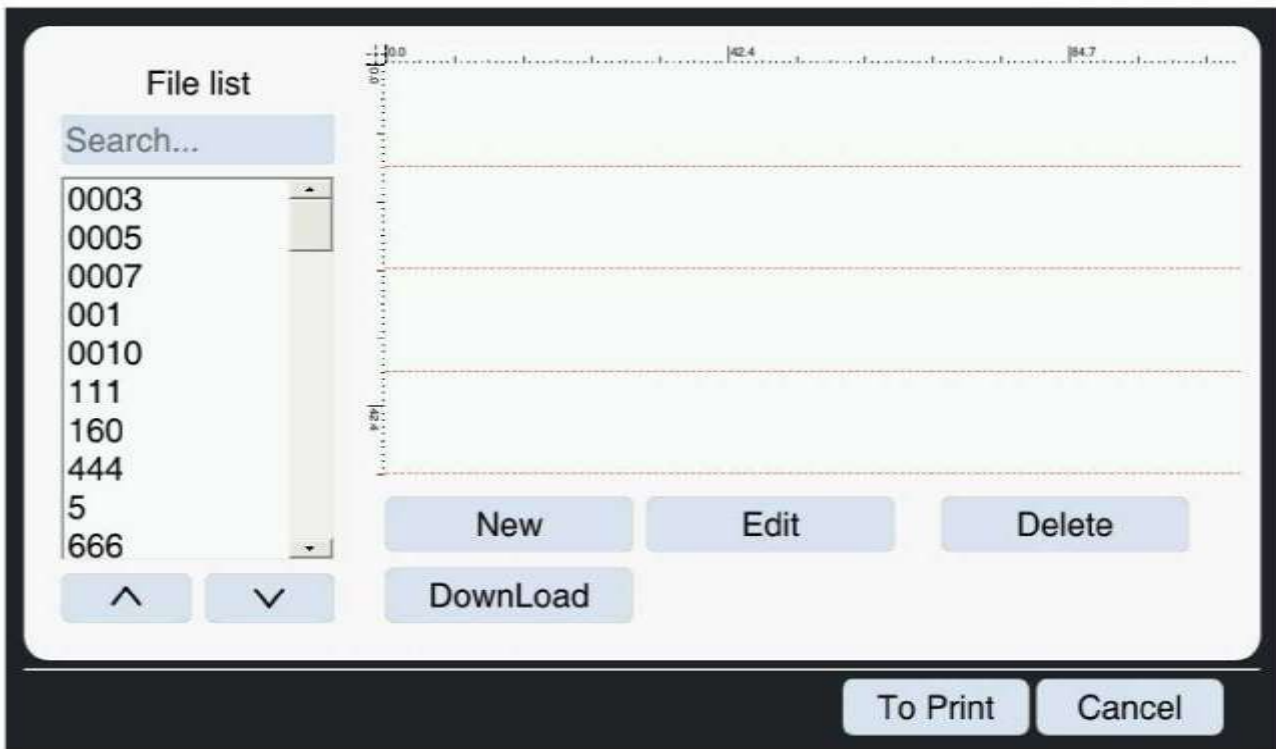 File list
Search...
0003
0005
0007
001
0010
111
160
444
5
666
0.0
42.4
84.7
0.0
42.4
New
Edit
Delete
DownLoad
To Print
Cancel